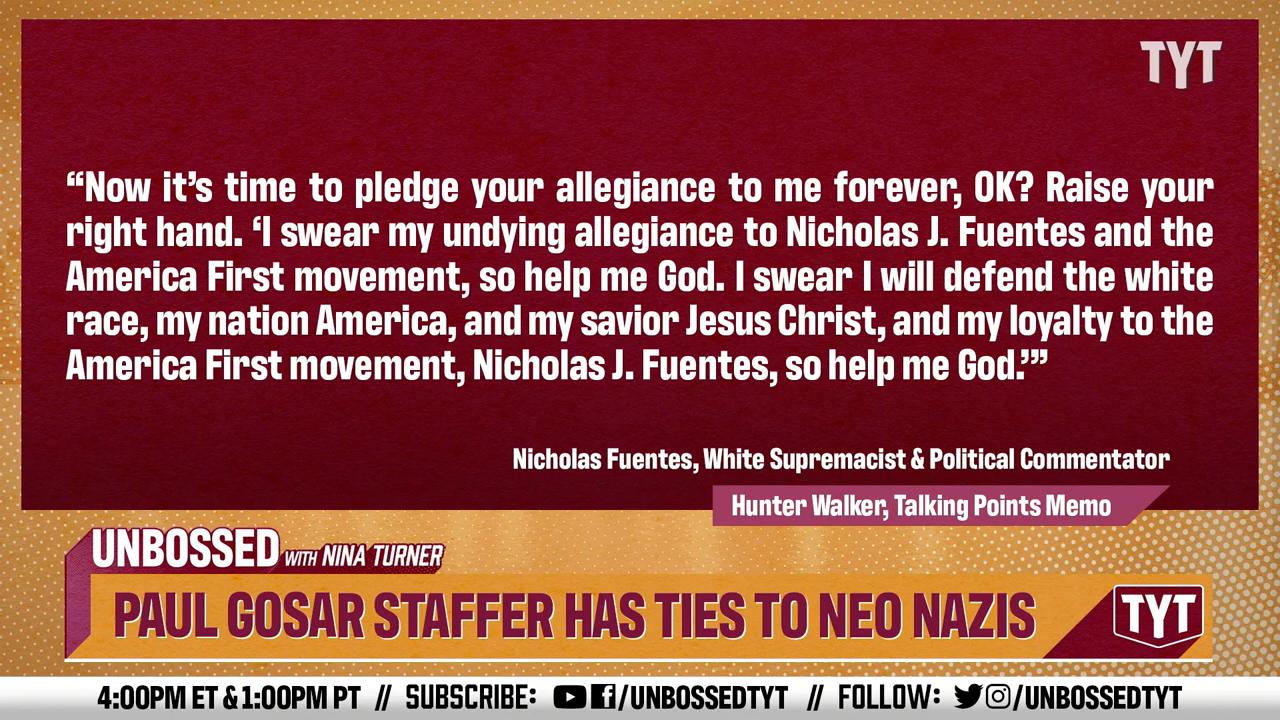 TYT
“Now it’s time to pledge your allegiance to me forever, OK? Raise your
right hand. ‘I swear my undying allegiance to Nicholas J. Fuentes and the
America First movement, so help me God. I swear I will defend the white
race, my nation America, and my savior Jesus Christ, and my loyalty to the
America First movement, Nicholas J. Fuentes, so help me God.’”
Nicholas Fuentes, White Supremacist & Political Commentator
Hunter Walker, Talking Points Memo
UNBOSSED WITH NINA TURNER
PAUL GOSAR STAFFER HAS TIES TO NEO NAZIS
TYT
4:00PM ET & 1:00PM PT // SUBSCRIBE: /UNBOSSEDTYT // FOLLOW: /UNBOSSEDTYT